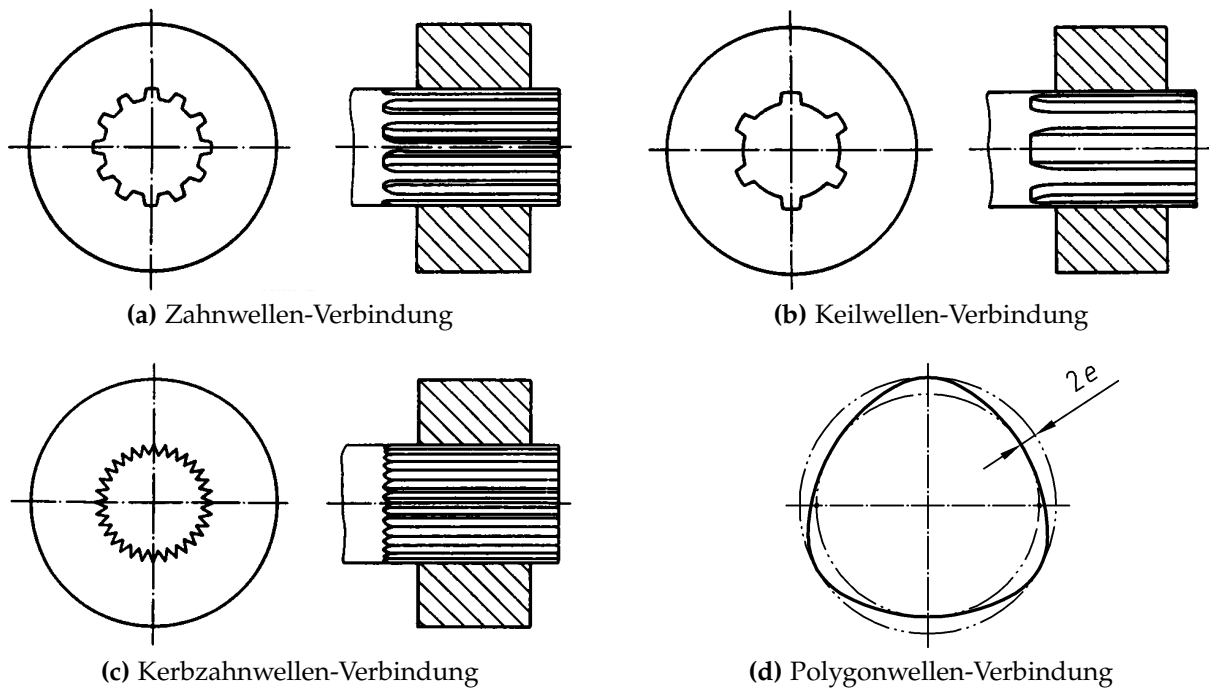 (a) Zahnwellen-Verbindung
(b) Keilwellen-Verbindung
2e
(c) Kerbzahnwellen-Verbindung
(d) Polygonwellen-Verbindung